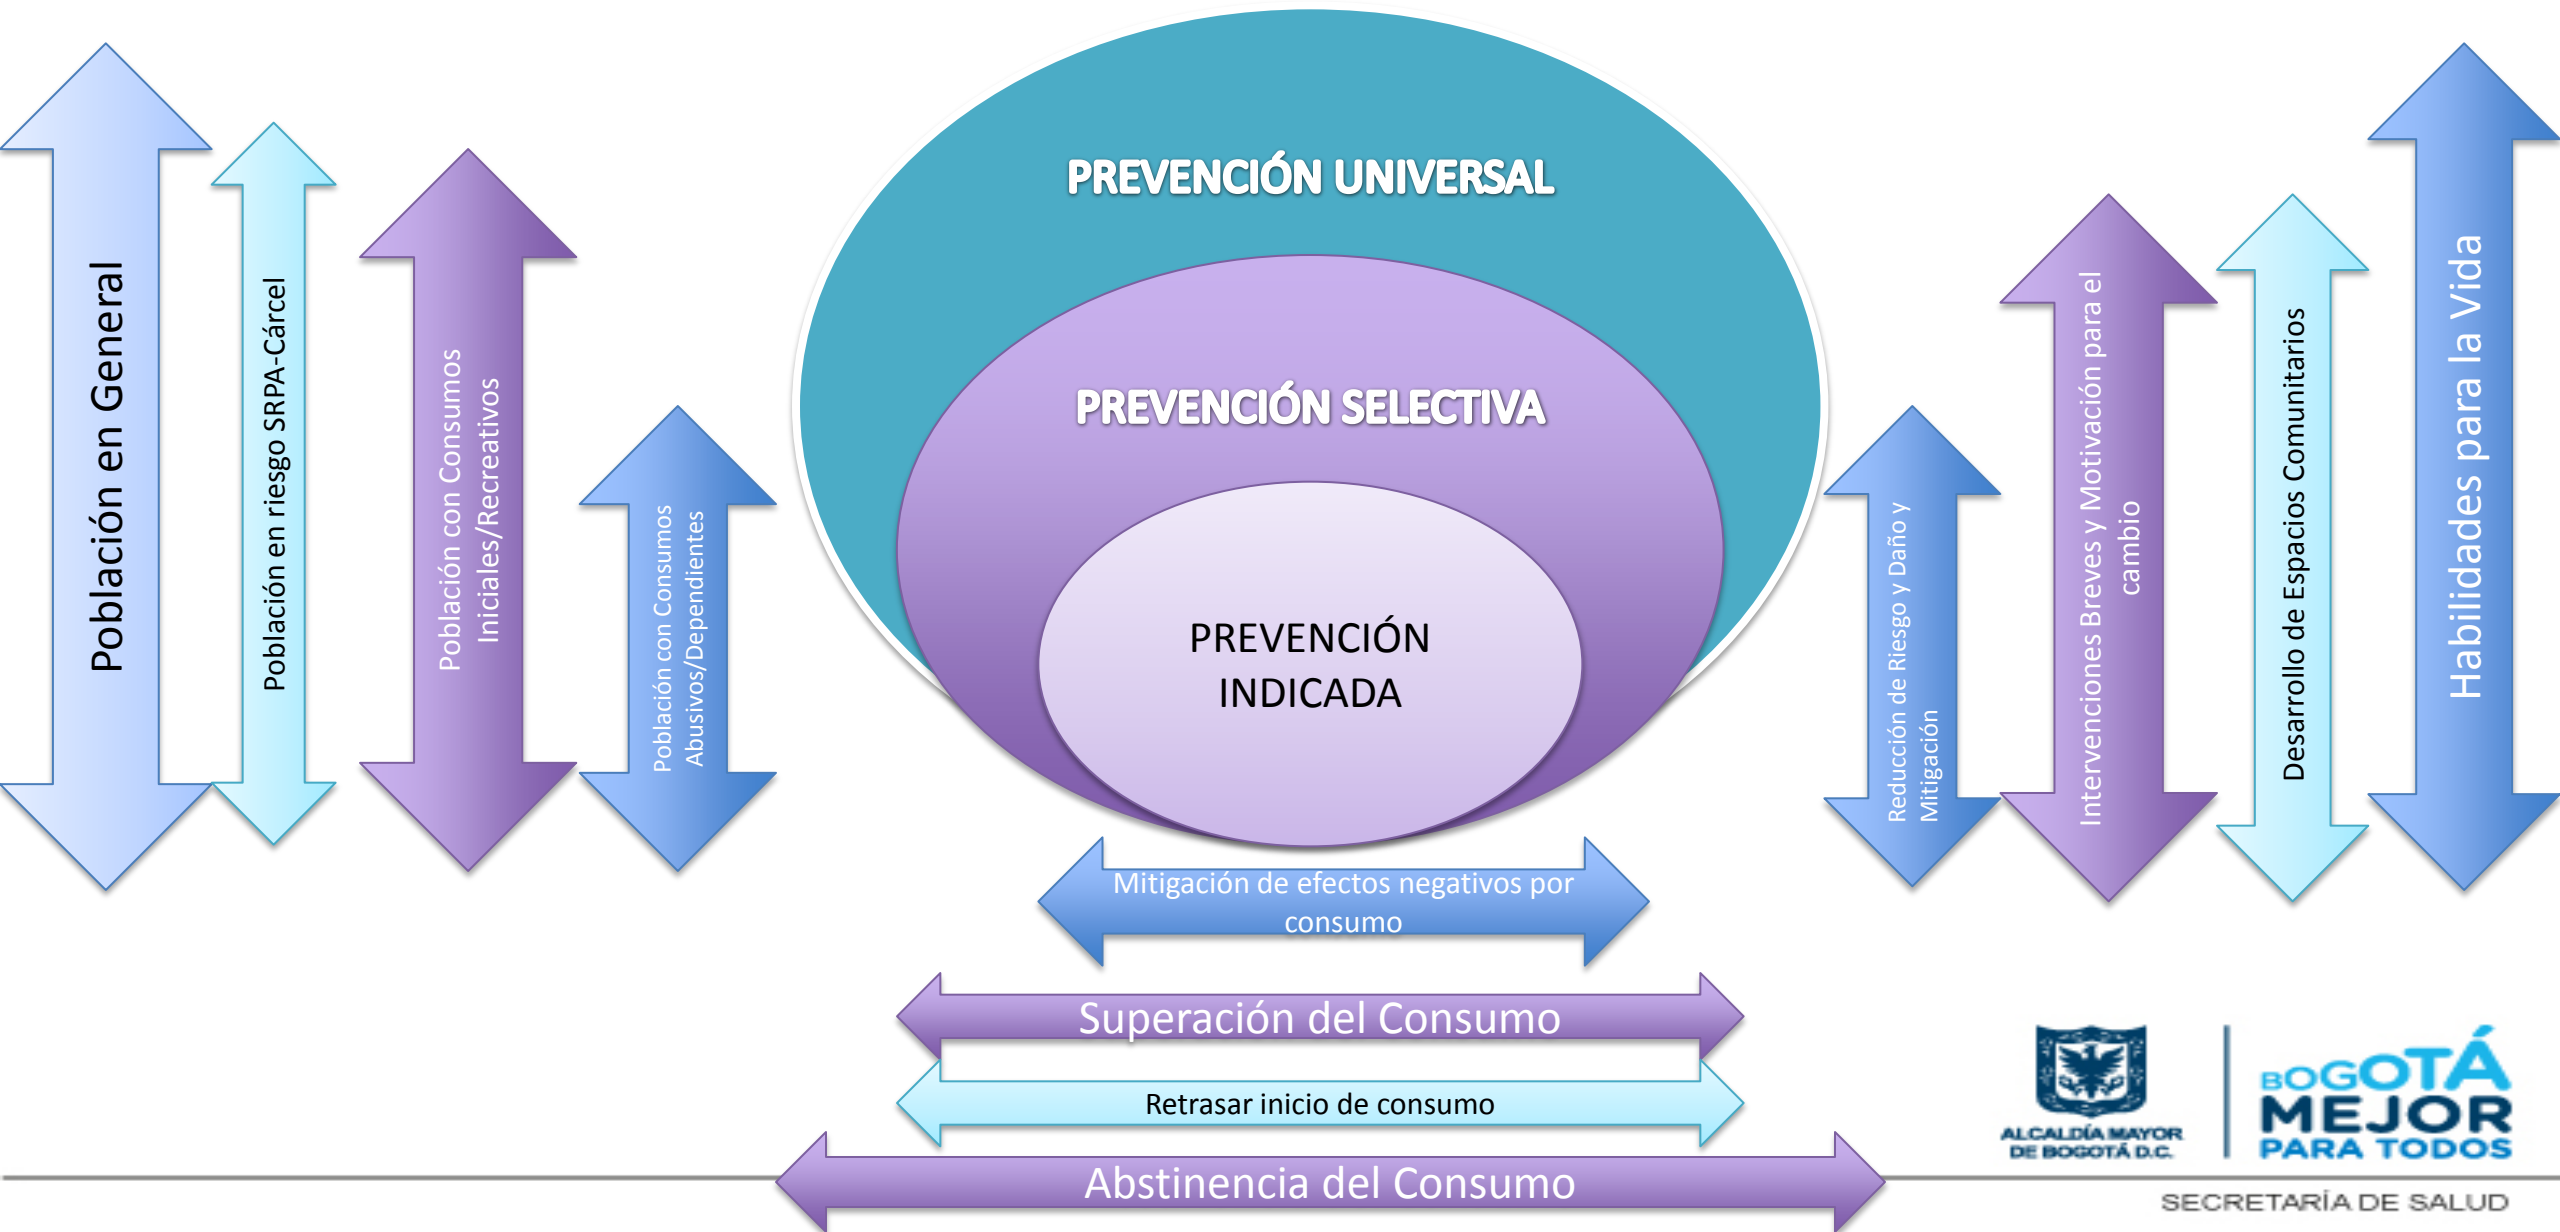 Población en General
Población en riesgo SRPA-Cárcel
Población con Consumos
Iniciales/Recreativos
Población con Consumos
Abusivos/Dependientes
PREVENCIÓN UNIVERSAL
PREVENCIÓN SELECTIVA
PREVENCIÓN
INDICADA
Reducción de Riesgo y Daño y
Mitigación
Intervenciones Breves y Motivación para el
cambio
Desarrollo de Espacios Comunitarios
Habilidades para la Vida
Mitigación de efectos negativos por
consumo
Superación del Consumo
Retrasar inicio de consumo
Abstinencia del Consumo
ALCALDÍA MAYOR
DE BOGOTÁ D.C.
BOGOTÁ
MEJOR
PARA TODOS
SECRETARÍA DE SALUD